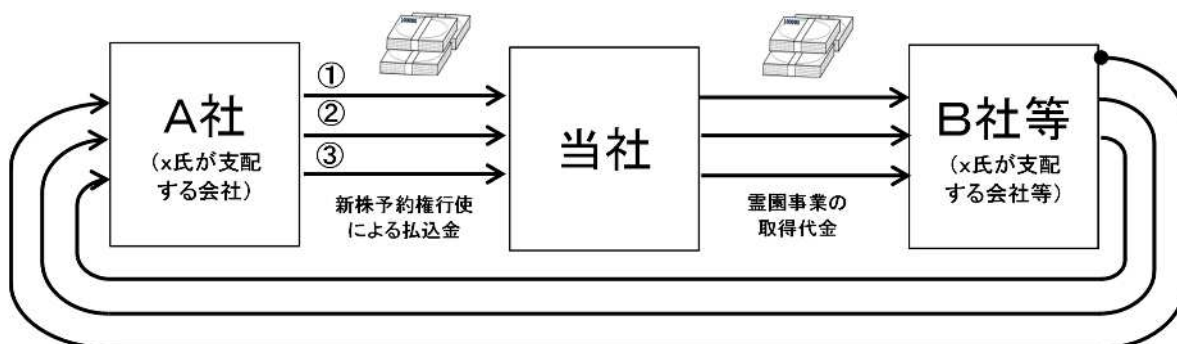 ①
②
③
A社
(x氏が支配
する会社)
新株予約権行使
による払込金
当社
霊園事業の
取得代金
B社等
(x氏が支配
する会社等)